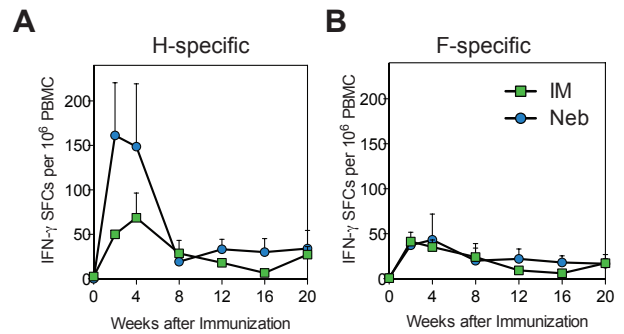 A
H-specific
IFN-γ SFCs per 10⁶ PBMC
200
150
100
50
0
0 4 8 12 16 20
Weeks after Immunization
B
F-specific
IFN-γ SFCs per 10⁶ PBMC
200
150
100
50
0
IM
Neb
0 4 8 12 16 20
Weeks after Immunization